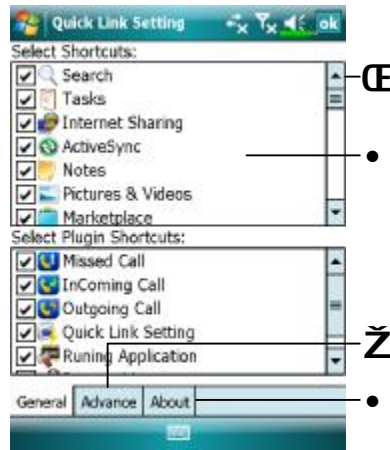 Quick Link Setting ok
Select Shortcuts:
Search
Œ
Tasks
Internet Sharing
ActiveSync
•
Notes
Pictures & Videos
Marketplace
Select Plugin Shortcuts:
Missed Call
InComing Call
Outgoing Call
Quick Link Setting
Ž
Runing Application
General Advance About
•